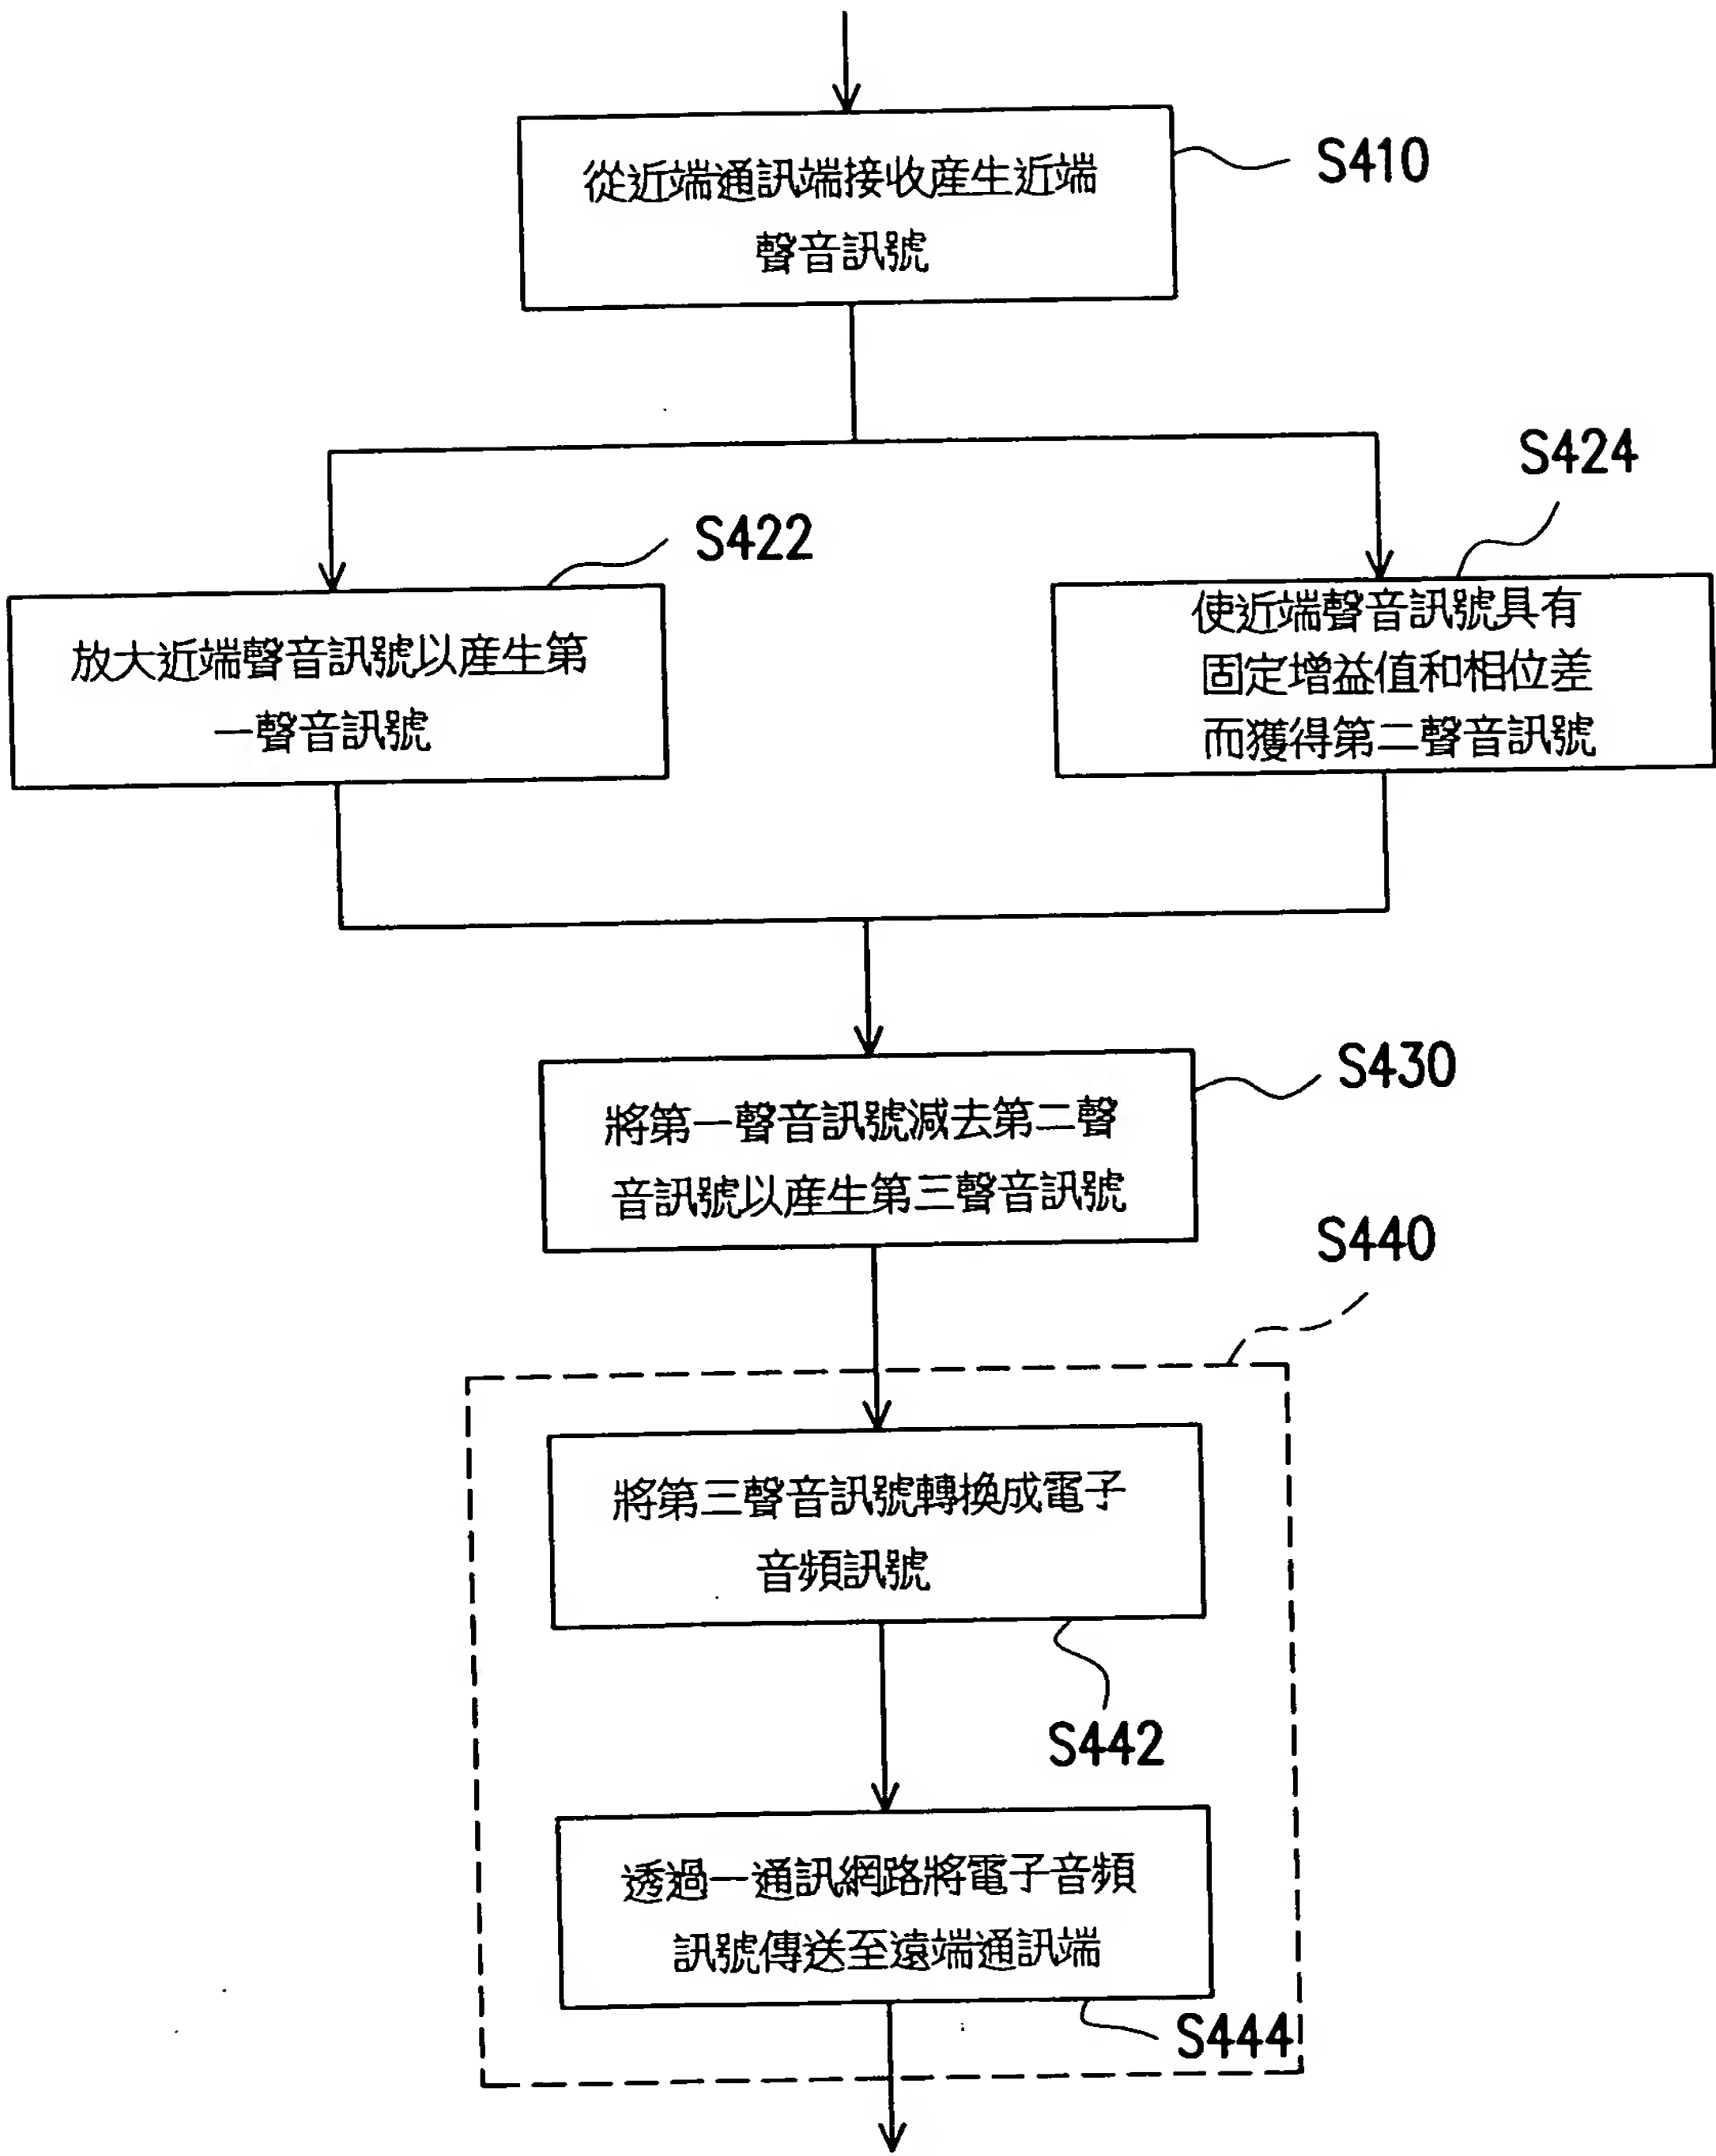 從近端通訊端接收產生近端
聲音訊號
S410
S424
S422
放大近端聲音訊號以產生第
一聲音訊號
使近端聲音訊號具有
固定增益值和相位差
而獲得第二聲音訊號
S430
將第一聲音訊號減去第二聲
音訊號以產生第三聲音訊號
S440
將第三聲音訊號轉換成電子
音頻訊號
S442
透過一通訊網路將電子音頻
訊號傳送至遠端通訊端
S444